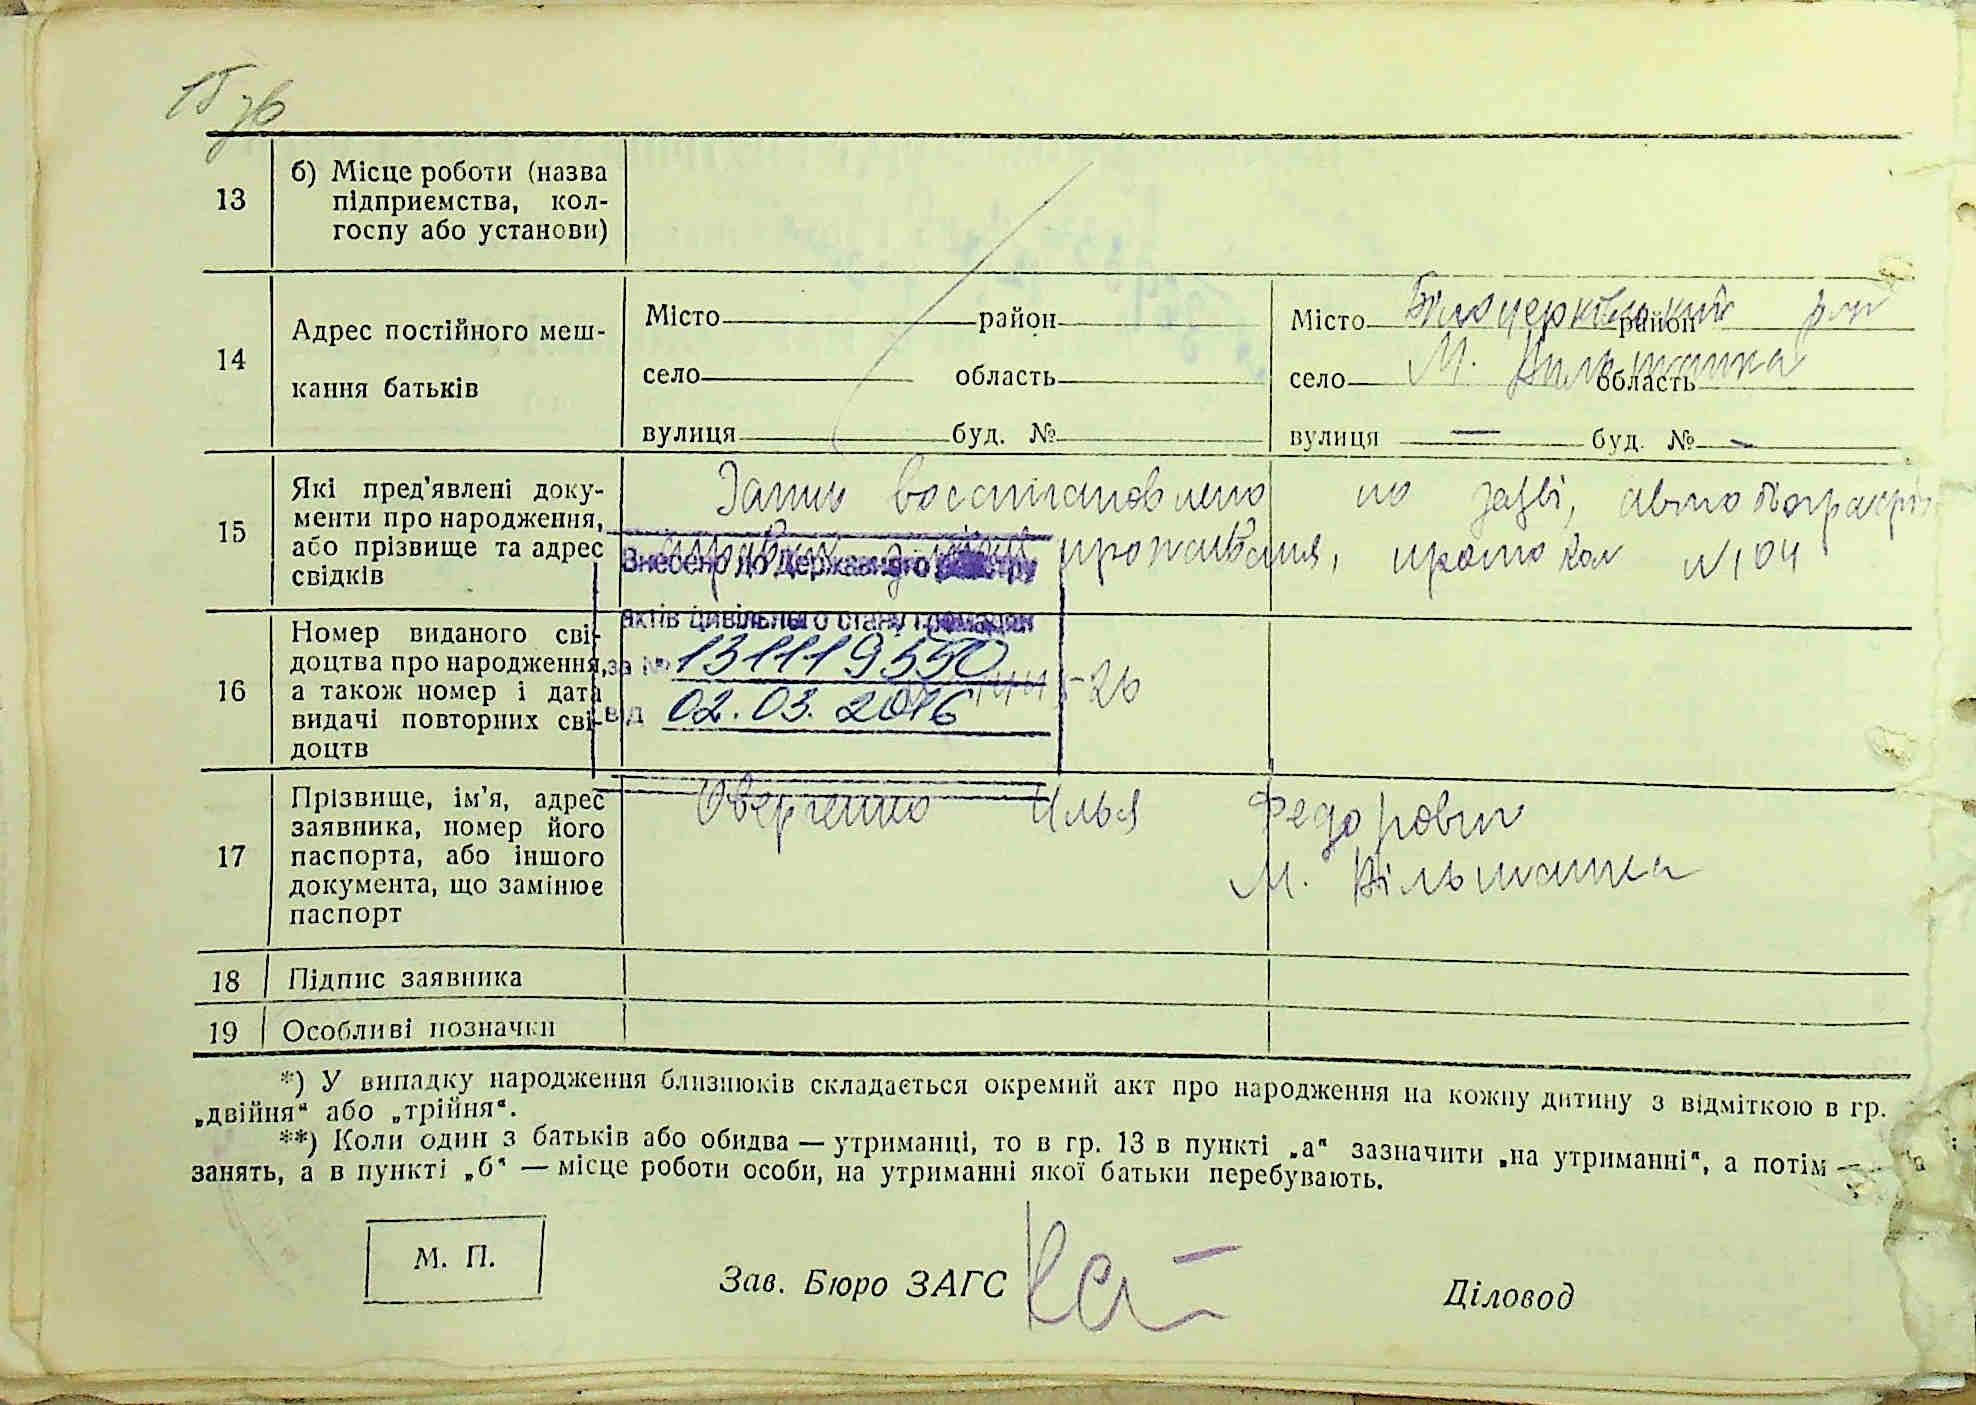 15 зв
13
б) Місце роботи (назва
підприємства, кол-
госпу або установи)
14
Адрес постійного меш-
кання батьків
Місто район
село область
вулиця буд. №
Місто Білоцерківський район р-н
село М. Вільшанка область
вулиця — буд. № -
15
Які пред'явлені доку-
менти про народження,
або прізвище та адрес
свідків
Запис восстановлено по заяві, автобіографії
справки з місця проживання, протокол № 104
Внесено до Державного реєстру
актів цивільного стану громадян
за № 131119550
від 02.03.2016
16
Номер виданого сві-
доцтва про народження,
а також номер і дата
видачі повторних сві-
доцтв
17
Прізвище, ім'я, адрес
заявника, номер його
паспорта, або іншого
документа, що замінює
паспорт
Оверченко Илья Федорович
М. Вільшанка
18
Підпис заявника
19
Особливі позначки
*) У випадку народження близнюків складається окремий акт про народження на кожну дитину з відміткою в гр.
„двійня“ або „трійня“.
**) Коли один з батьків або обидва — утриманці, то в гр. 13 в пункті „а“ зазначити „на утриманні“, а потім —
занять, а в пункті „б“ — місце роботи особи, на утриманні якої батьки перебувають.
М. П.
Зав. Бюро ЗАГС
Діловод